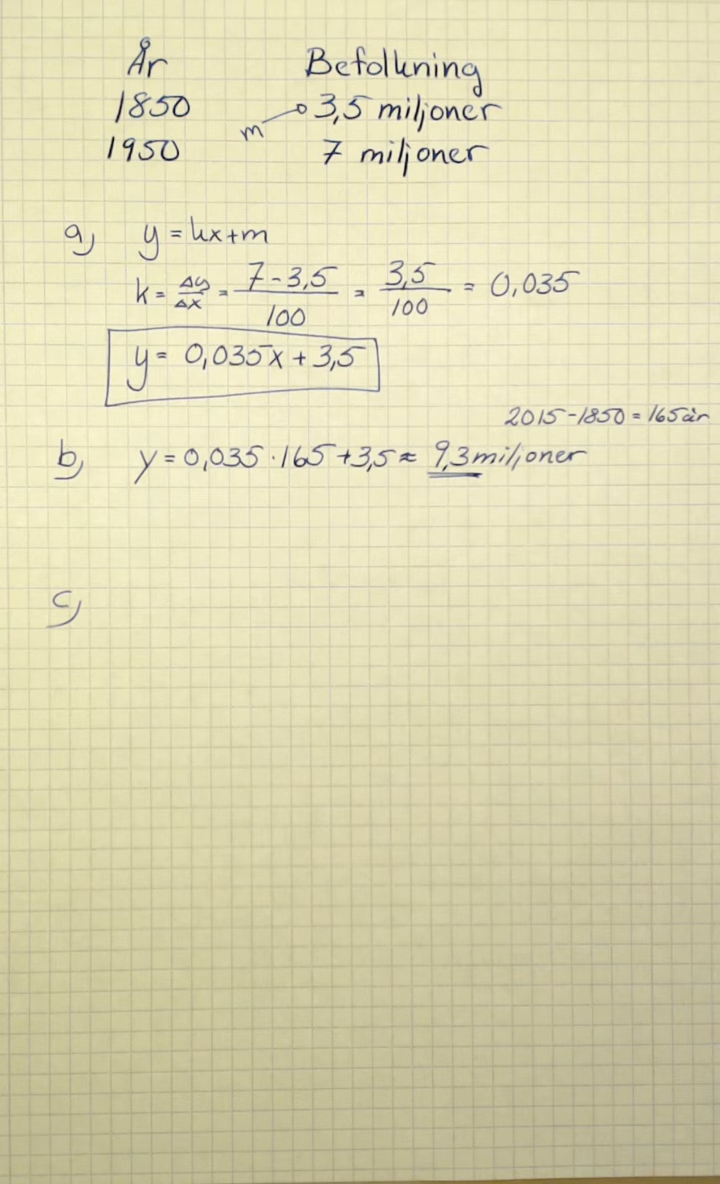 År Befolkning
1850 m 3,5 miljoner
1950 7 miljoner
a) y = kx+m
k = Δy/Δx = 7-3,5/100 = 3,5/100 = 0,035
y = 0,035x + 3,5
2015-1850 = 165 år
b) y = 0,035 · 165 + 3,5 ≈ 9,3 miljoner
c)